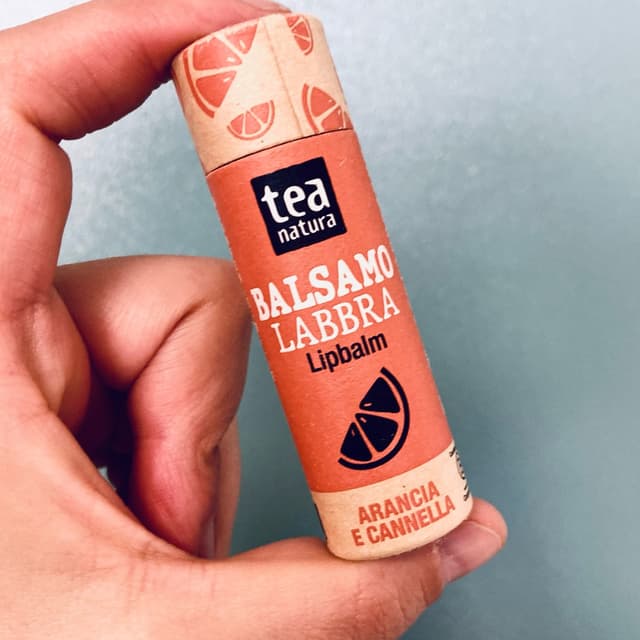 tea
natura
BALSAMO
LABBRA
Lipbalm
ARANCIA
E CANNELLA